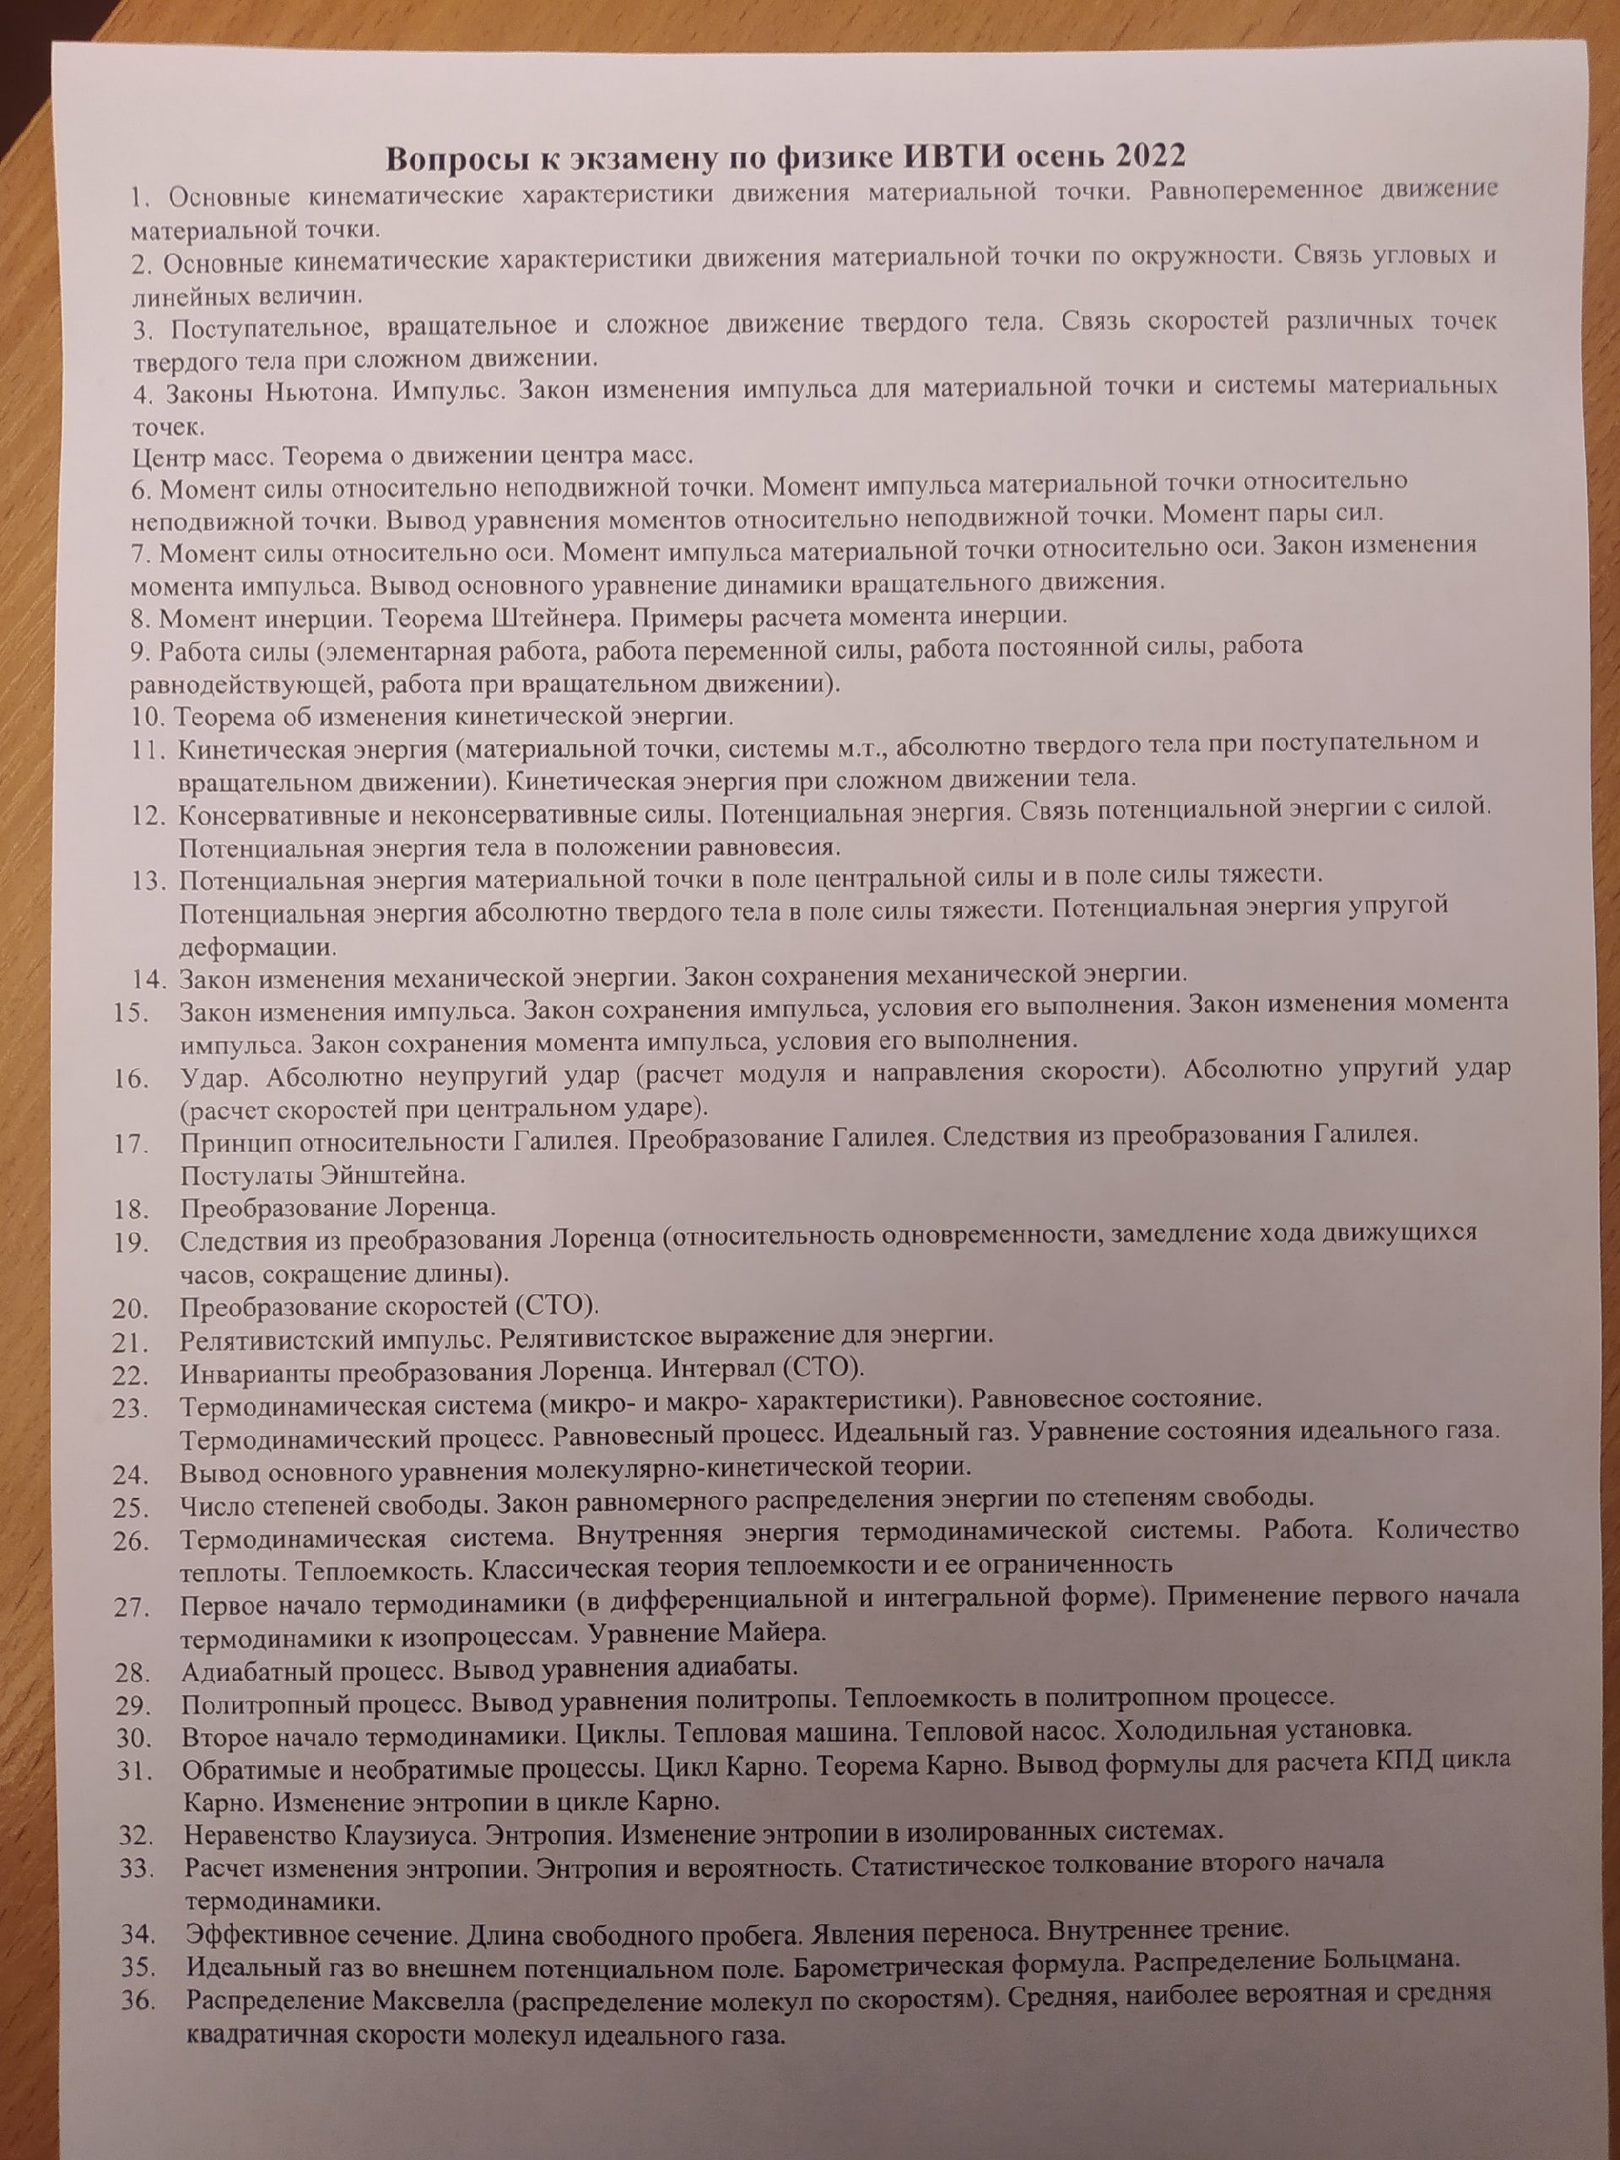 Вопросы к экзамену по физике ИВТИ осень 2022
1. Основные кинематические характеристики движения материальной точки. Равнопеременное движение
материальной точки.
2. Основные кинематические характеристики движения материальной точки по окружности. Связь угловых и
линейных величин.
3. Поступательное, вращательное и сложное движение твердого тела. Связь скоростей различных точек
твердого тела при сложном движении.
4. Законы Ньютона. Импульс. Закон изменения импульса для материальной точки и системы материальных
точек.
Центр масс. Теорема о движении центра масс.
6. Момент силы относительно неподвижной точки. Момент импульса материальной точки относительно
неподвижной точки. Вывод уравнения моментов относительно неподвижной точки. Момент пары сил.
7. Момент силы относительно оси. Момент импульса материальной точки относительно оси. Закон изменения
момента импульса. Вывод основного уравнение динамики вращательного движения.
8. Момент инерции. Теорема Штейнера. Примеры расчета момента инерции.
9. Работа силы (элементарная работа, работа переменной силы, работа постоянной силы, работа
равнодействующей, работа при вращательном движении).
10. Теорема об изменения кинетической энергии.
11. Кинетическая энергия (материальной точки, системы м.т., абсолютно твердого тела при поступательном и
вращательном движении). Кинетическая энергия при сложном движении тела.
12. Консервативные и неконсервативные силы. Потенциальная энергия. Связь потенциальной энергии с силой.
Потенциальная энергия тела в положении равновесия.
13. Потенциальная энергия материальной точки в поле центральной силы и в поле силы тяжести.
Потенциальная энергия абсолютно твердого тела в поле силы тяжести. Потенциальная энергия упругой
деформации.
14. Закон изменения механической энергии. Закон сохранения механической энергии.
15. Закон изменения импульса. Закон сохранения импульса, условия его выполнения. Закон изменения момента
импульса. Закон сохранения момента импульса, условия его выполнения.
16. Удар. Абсолютно неупругий удар (расчет модуля и направления скорости). Абсолютно упругий удар
(расчет скоростей при центральном ударе).
17. Принцип относительности Галилея. Преобразование Галилея. Следствия из преобразования Галилея.
Постулаты Эйнштейна.
18. Преобразование Лоренца.
19. Следствия из преобразования Лоренца (относительность одновременности, замедление хода движущихся
часов, сокращение длины).
20. Преобразование скоростей (СТО).
21. Релятивистский импульс. Релятивистское выражение для энергии.
22. Инварианты преобразования Лоренца. Интервал (СТО).
23. Термодинамическая система (микро- и макро- характеристики). Равновесное состояние.
Термодинамический процесс. Равновесный процесс. Идеальный газ. Уравнение состояния идеального газа.
24. Вывод основного уравнения молекулярно-кинетической теории.
25. Число степеней свободы. Закон равномерного распределения энергии по степеням свободы.
26. Термодинамическая система. Внутренняя энергия термодинамической системы. Работа. Количество
теплоты. Теплоемкость. Классическая теория теплоемкости и ее ограниченность
27. Первое начало термодинамики (в дифференциальной и интегральной форме). Применение первого начала
термодинамики к изопроцессам. Уравнение Майера.
28. Адиабатный процесс. Вывод уравнения адиабаты.
29. Политропный процесс. Вывод уравнения политропы. Теплоемкость в политропном процессе.
30. Второе начало термодинамики. Циклы. Тепловая машина. Тепловой насос. Холодильная установка.
31. Обратимые и необратимые процессы. Цикл Карно. Теорема Карно. Вывод формулы для расчета КПД цикла
Карно. Изменение энтропии в цикле Карно.
32. Неравенство Клаузиуса. Энтропия. Изменение энтропии в изолированных системах.
33. Расчет изменения энтропии. Энтропия и вероятность. Статистическое толкование второго начала
термодинамики.
34. Эффективное сечение. Длина свободного пробега. Явления переноса. Внутреннее трение.
35. Идеальный газ во внешнем потенциальном поле. Барометрическая формула. Распределение Больцмана.
36. Распределение Максвелла (распределение молекул по скоростям). Средняя, наиболее вероятная и средняя
квадратичная скорости молекул идеального газа.